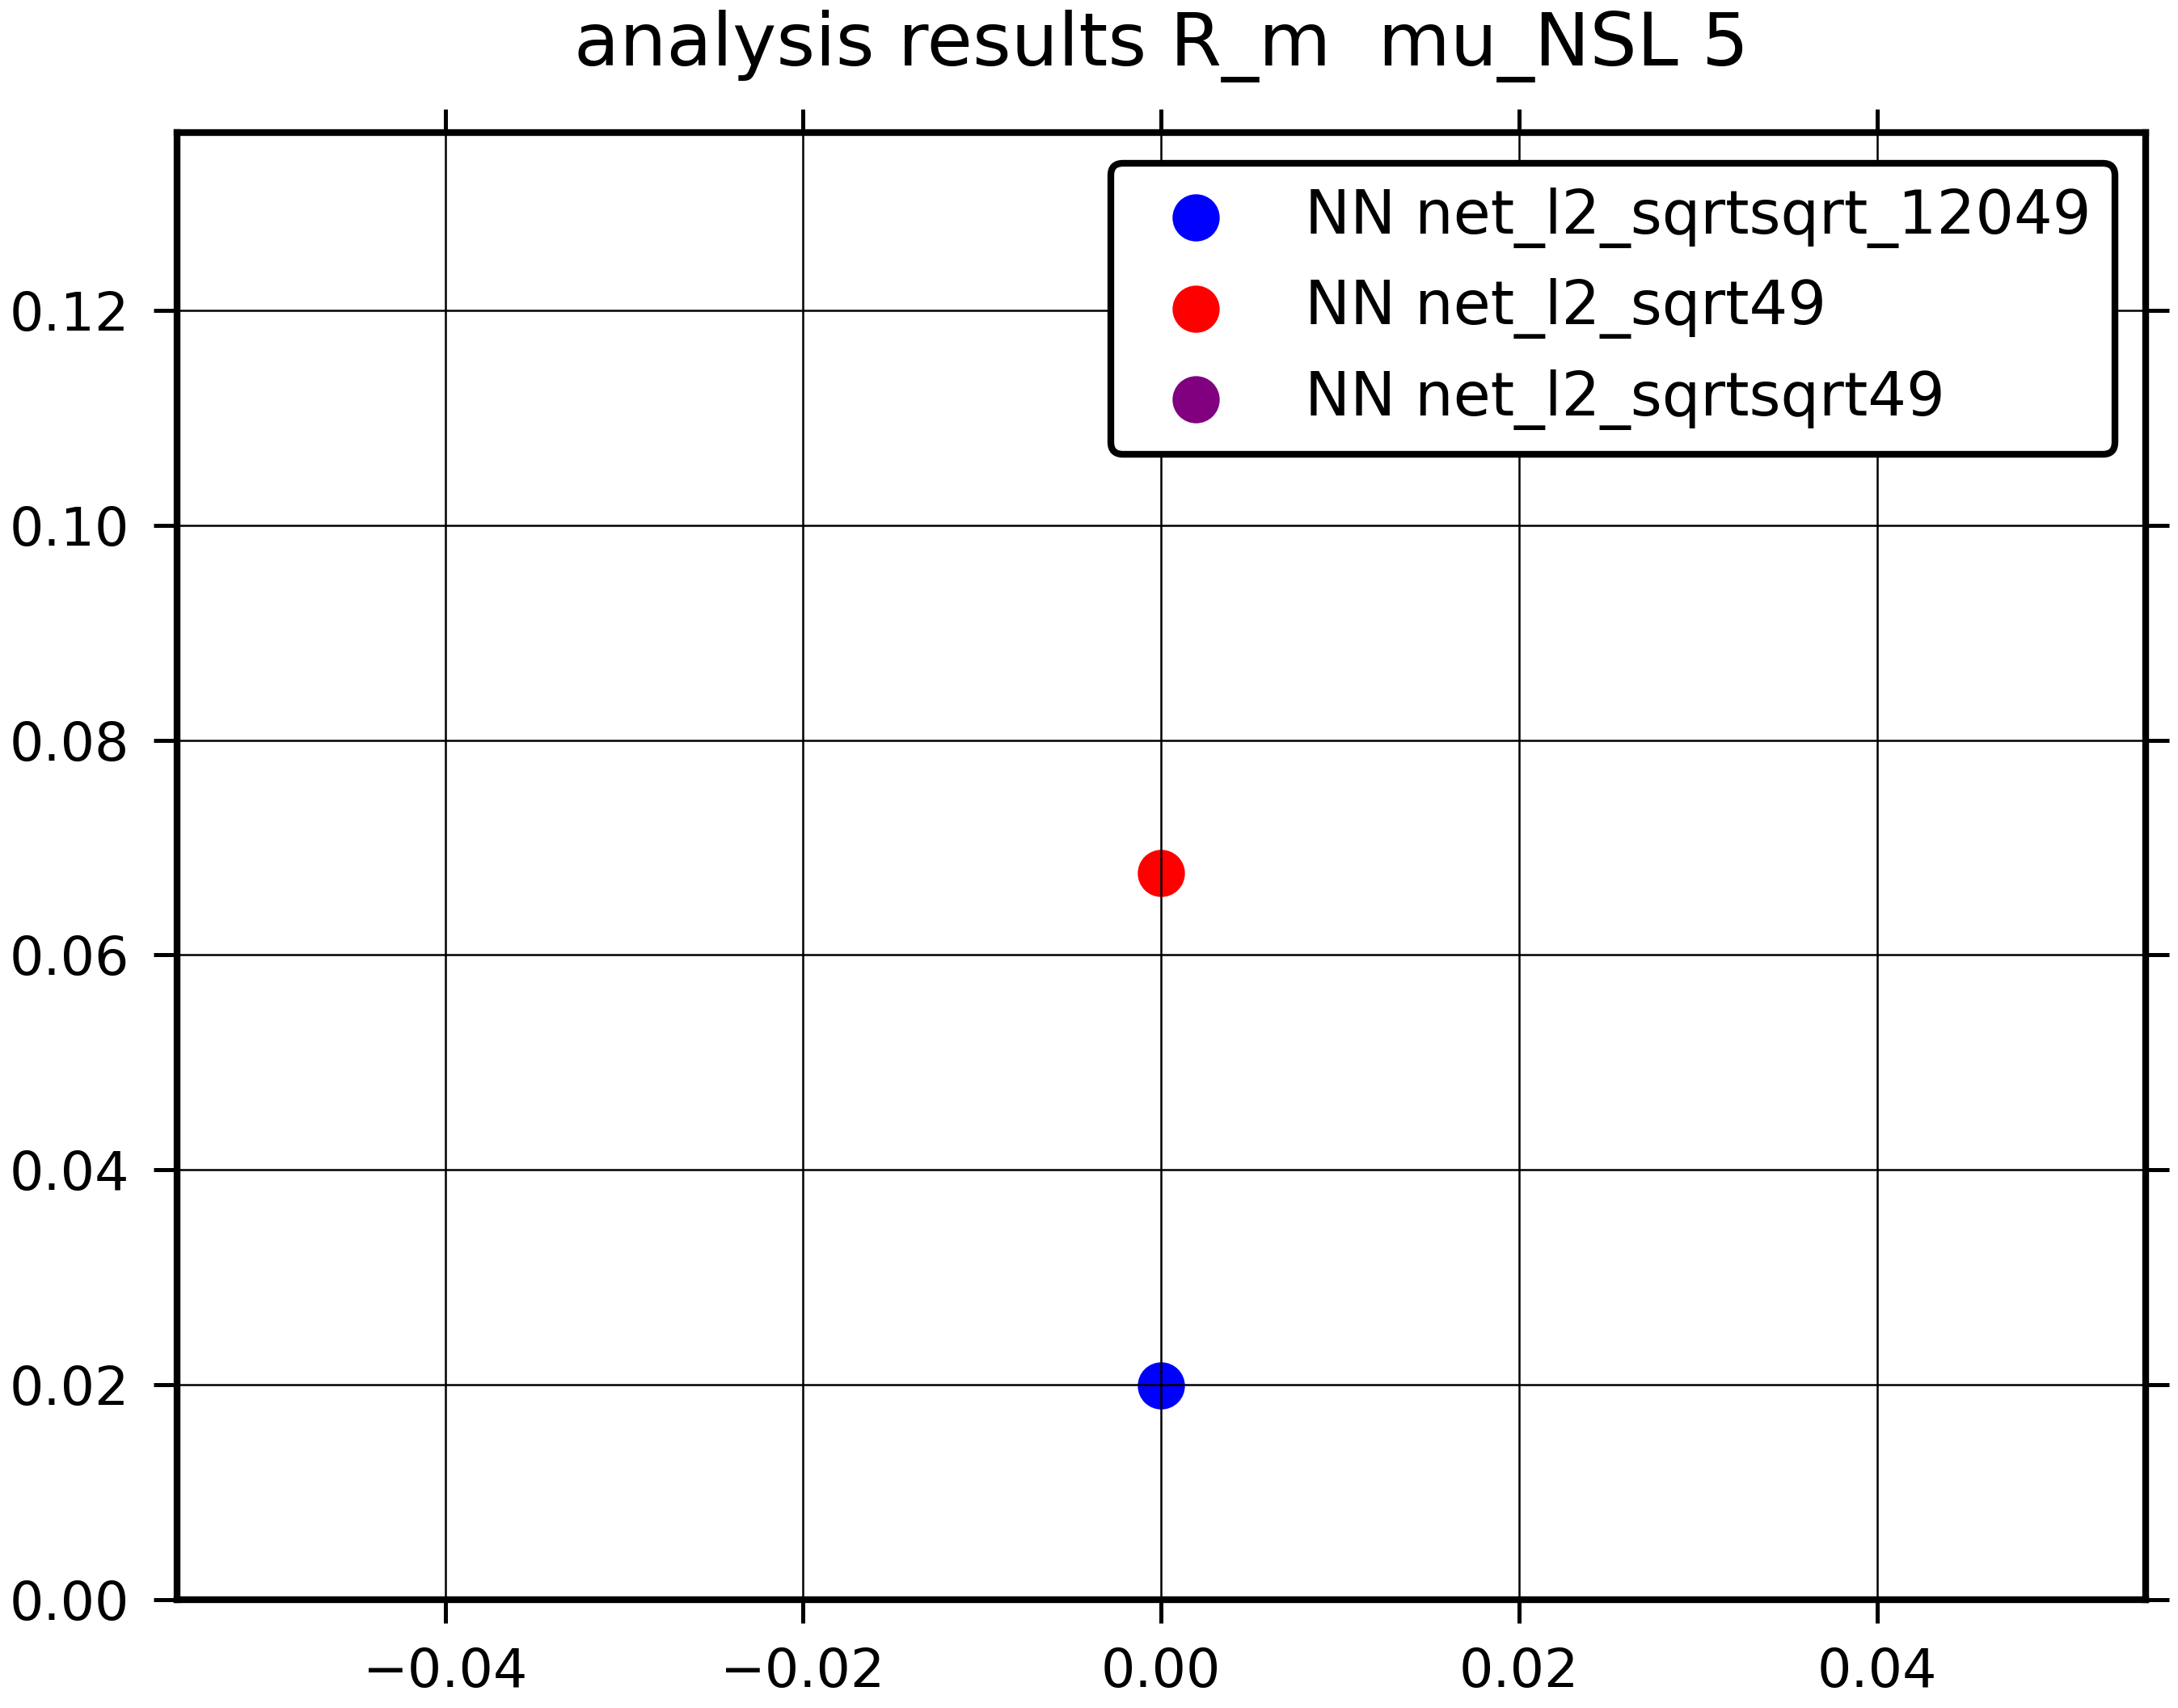 analysis results R_m  mu_NSL 5
NN net_l2_sqrtsqrt_12049
NN net_l2_sqrt49
NN net_l2_sqrtsqrt49
0.12
0.10
0.08
0.06
0.04
0.02
0.00
−0.04 −0.02 0.00 0.02 0.04